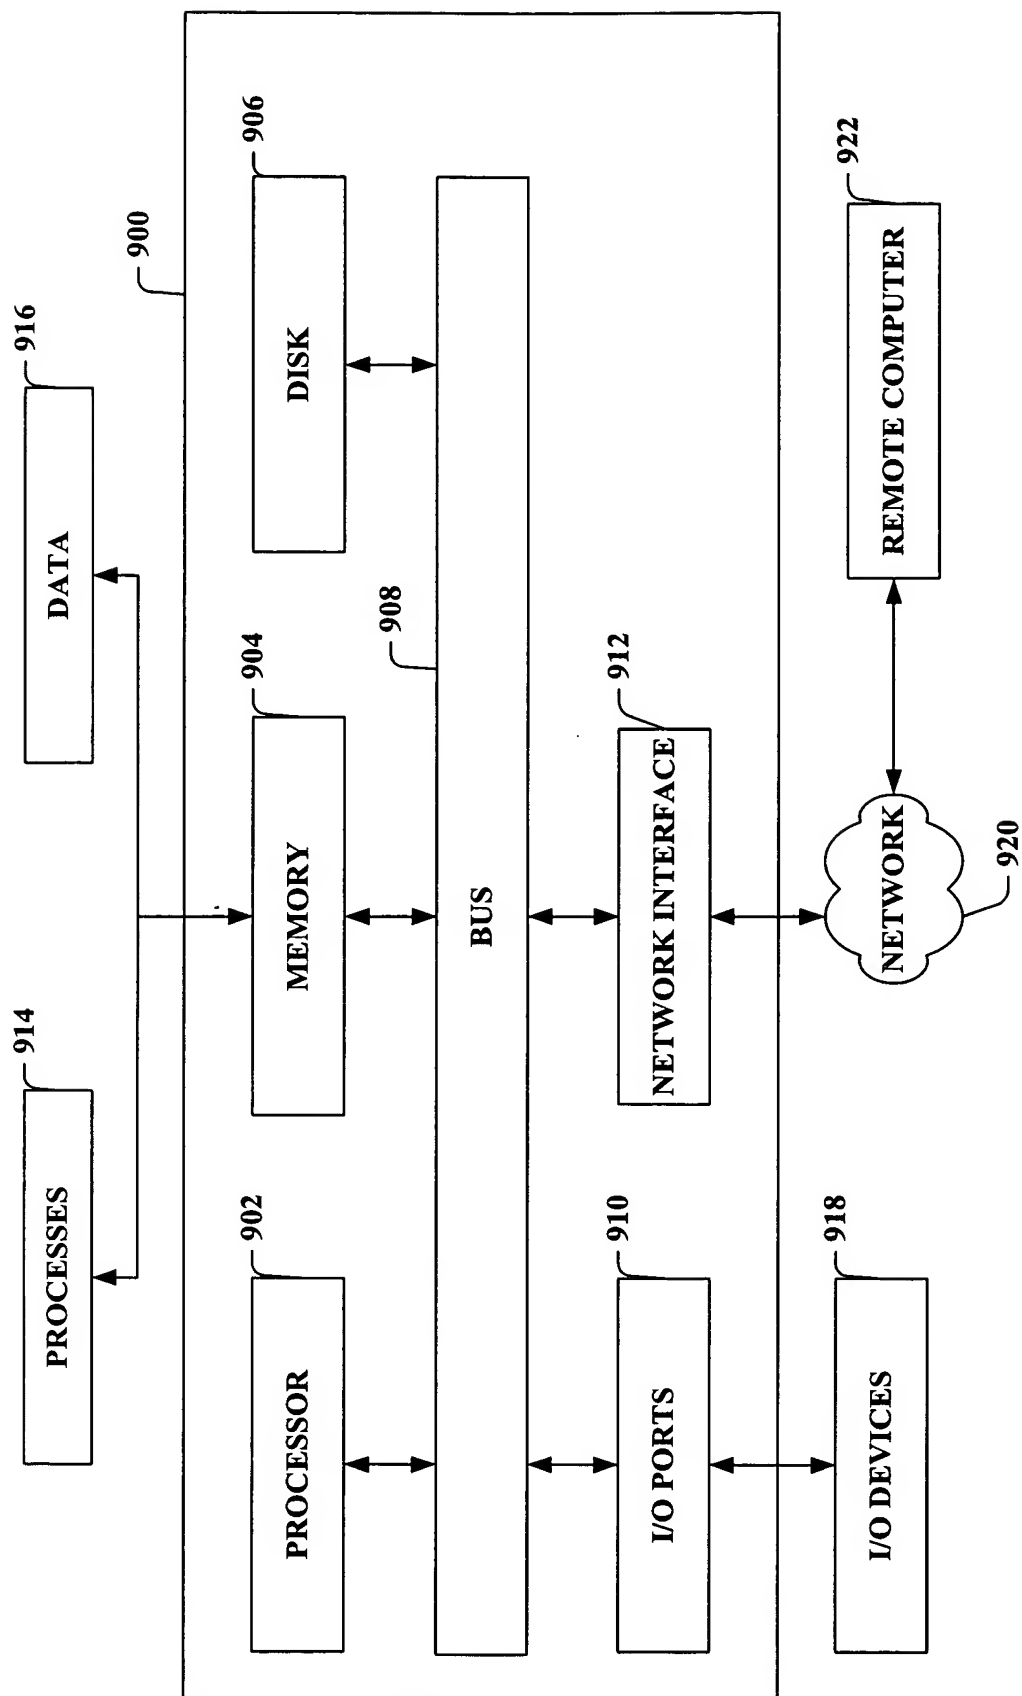 PROCESSES
914
DATA
916
900
PROCESSOR
902
MEMORY
904
DISK
906
BUS
908
I/O PORTS
910
NETWORK INTERFACE
912
I/O DEVICES
918
NETWORK
920
REMOTE COMPUTER
922